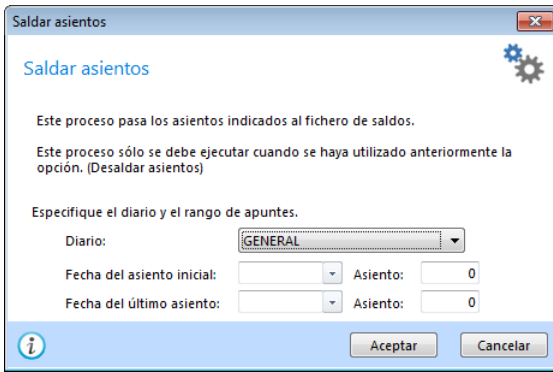 Saldar asientos
Saldar asientos
Este proceso pasa los asientos indicados al fichero de saldos.
Este proceso sólo se debe ejecutar cuando se haya utilizado anteriormente la
opción. (Desaldar asientos)
Especifique el diario y el rango de apuntes.
Diario: GENERAL
Fecha del asiento inicial: Asiento: 0
Fecha del último asiento: Asiento: 0
Aceptar Cancelar